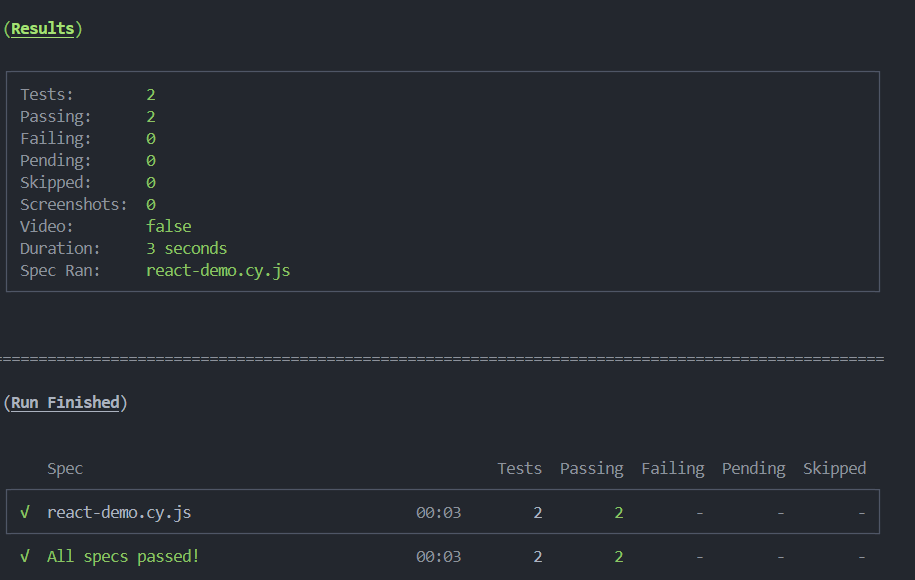 (Results)
Tests: 2
Passing: 2
Failing: 0
Pending: 0
Skipped: 0
Screenshots: 0
Video: false
Duration: 3 seconds
Spec Ran: react-demo.cy.js
====================================================================================================
(Run Finished)
Spec Tests Passing Failing Pending Skipped
√ react-demo.cy.js 00:03 2 2 - - -
√ All specs passed! 00:03 2 2 - - -